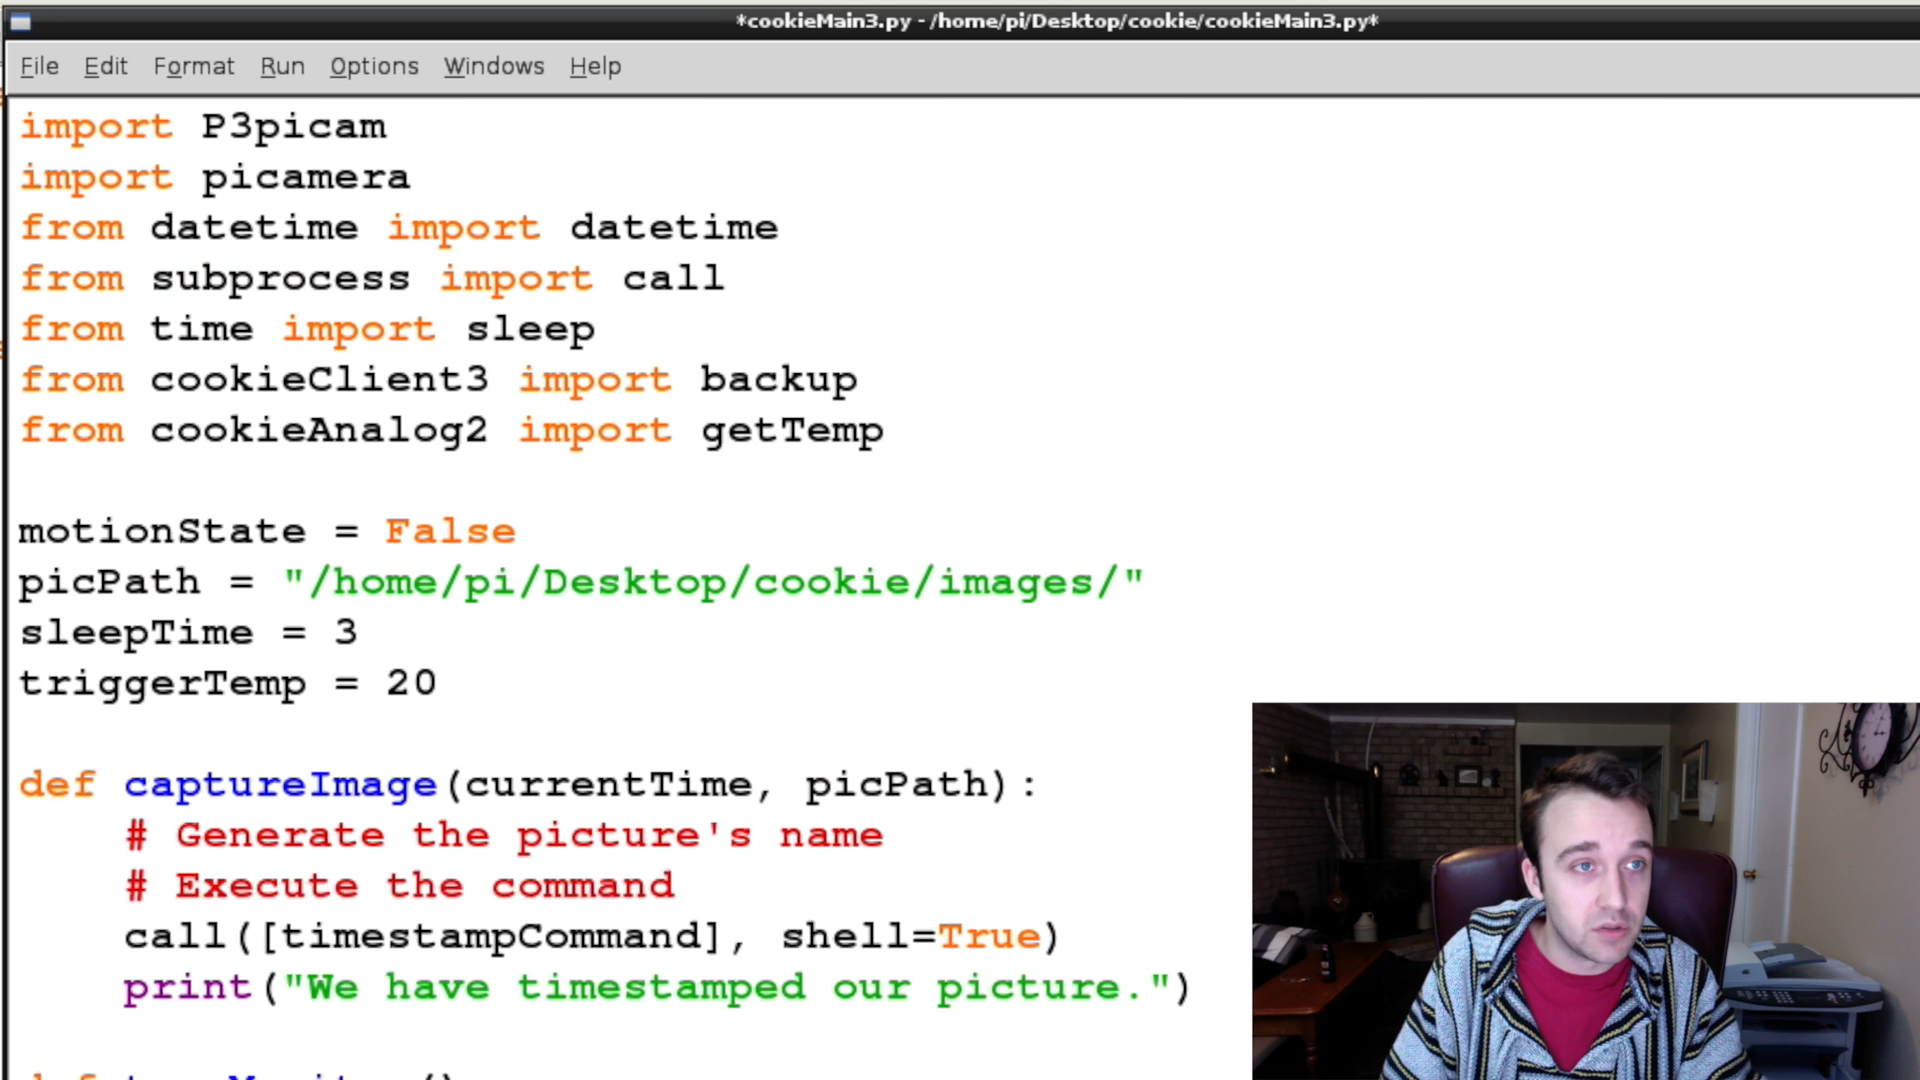 *cookieMain3.py - /home/pi/Desktop/cookie/cookieMain3.py*
File Edit Format Run Options Windows Help
import P3picam
import picamera
from datetime import datetime
from subprocess import call
from time import sleep
from cookieClient3 import backup
from cookieAnalog2 import getTemp
motionState = False
picPath = "/home/pi/Desktop/cookie/images/"
sleepTime = 3
triggerTemp = 20
def captureImage(currentTime, picPath):
# Generate the picture's name
# Execute the command
call([timestampCommand], shell=True)
print("We have timestamped our picture.")